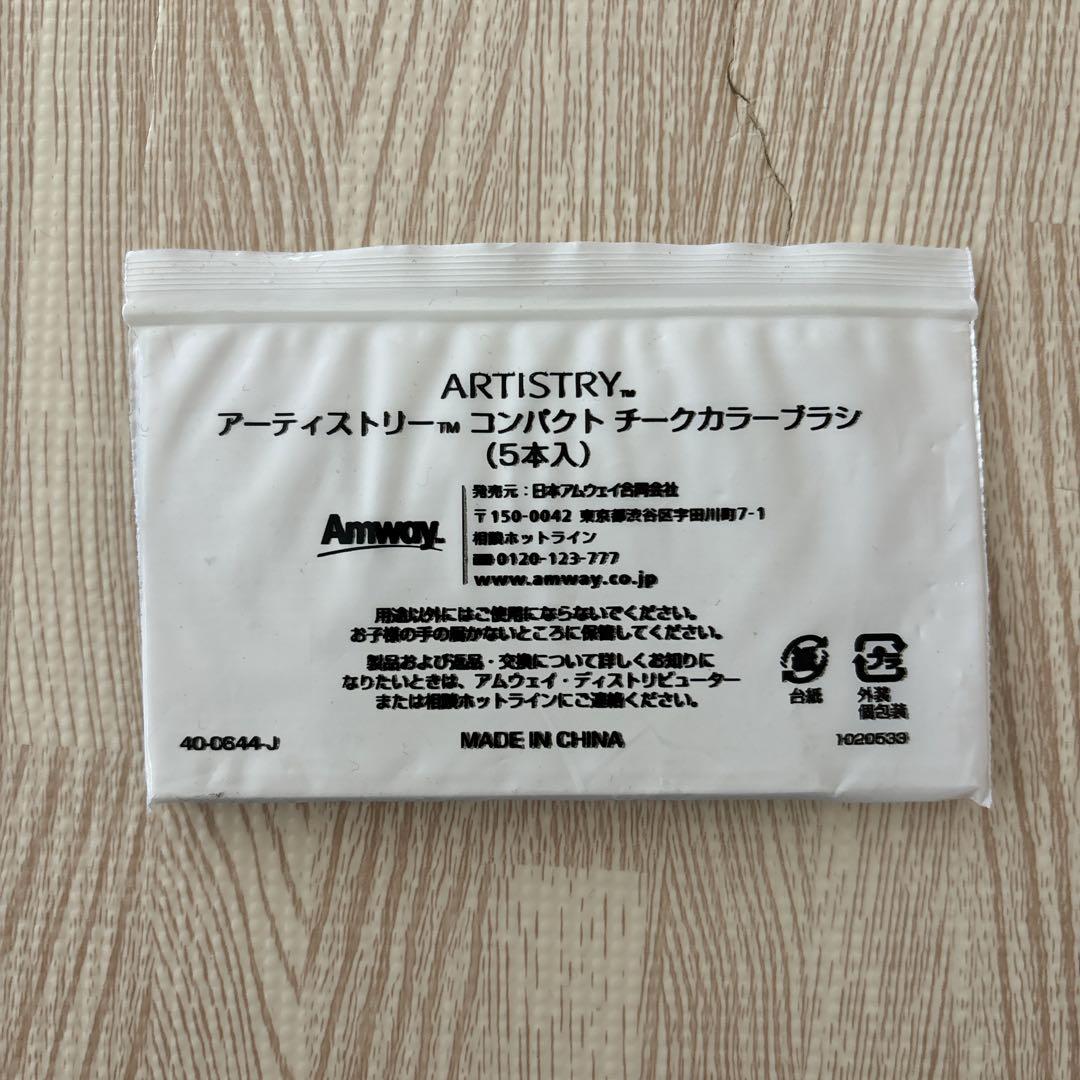 ARTISTRY™
アーティストリー™ コンパクト チークカラーブラシ
(5本入)
Amway™
発売元：日本アムウェイ合同会社
〒150-0042 東京都渋谷区宇田川町7-1
相談ホットライン
0120-123-777
www.amway.co.jp
用途以外にはご使用にならないでください。
お子様の手の届かないところに保管してください。
製品および返品・交換について詳しくお知りに
なりたいときは、アムウェイ・ディストリビューター
または相談ホットラインにご連絡ください。
台紙
プラ
外装
個包装
40-0644-J
MADE IN CHINA
1020533